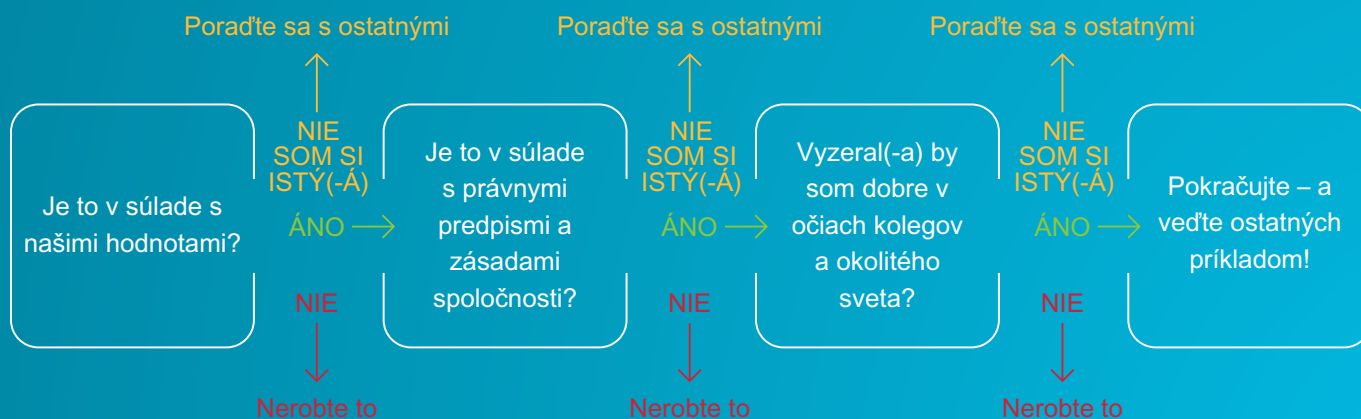 Poraďte sa s ostatnými
Poraďte sa s ostatnými
Poraďte sa s ostatnými
Je to v súlade s
našimi hodnotami?
NIE
SOM SI
ISTÝ(-Á)
ÁNO
NIE
Je to v súlade
s právnymi
predpismi a
zásadami
spoločnosti?
NIE
SOM SI
ISTÝ(-Á)
ÁNO
NIE
Vyzeral(-a) by
som dobre v
očiach kolegov
a okolitého
sveta?
NIE
SOM SI
ISTÝ(-Á)
ÁNO
NIE
Pokračujte – a
veďte ostatných
príkladom!
Nerobte to
Nerobte to
Nerobte to